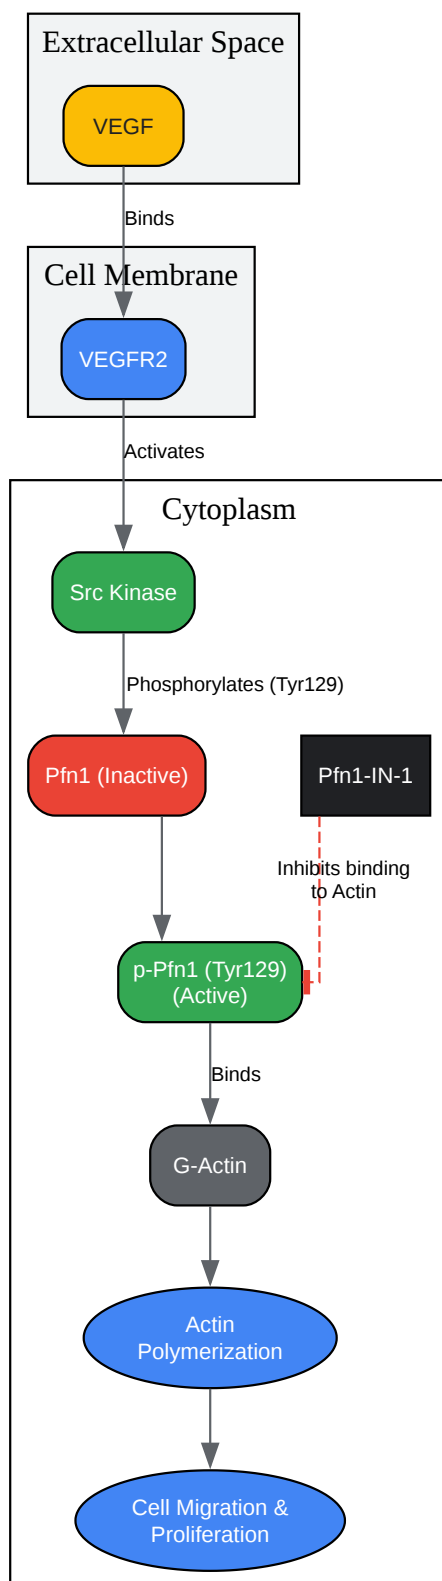 Extracellular Space
VEGF
Binds
Cell Membrane
VEGFR2
Activates
Cytoplasm
Src Kinase
Phosphorylates (Tyr129)
Pfn1 (Inactive)
Pfn1-IN-1
Inhibits binding
to Actin
p-Pfn1 (Tyr129)
(Active)
Binds
G-Actin
Actin
Polymerization
Cell Migration &
Proliferation